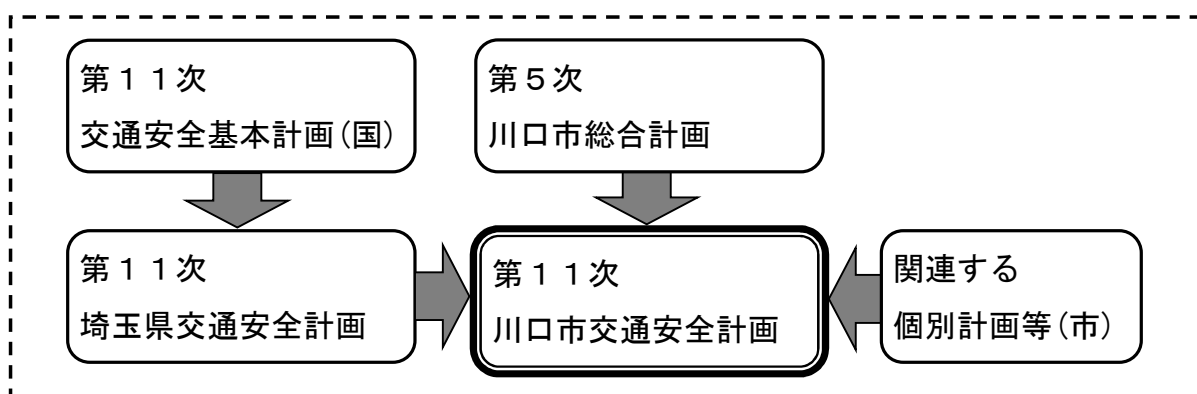 第１１次
交通安全基本計画(国)
第５次
川口市総合計画
第１１次
埼玉県交通安全計画
第１１次
川口市交通安全計画
関連する
個別計画等(市)